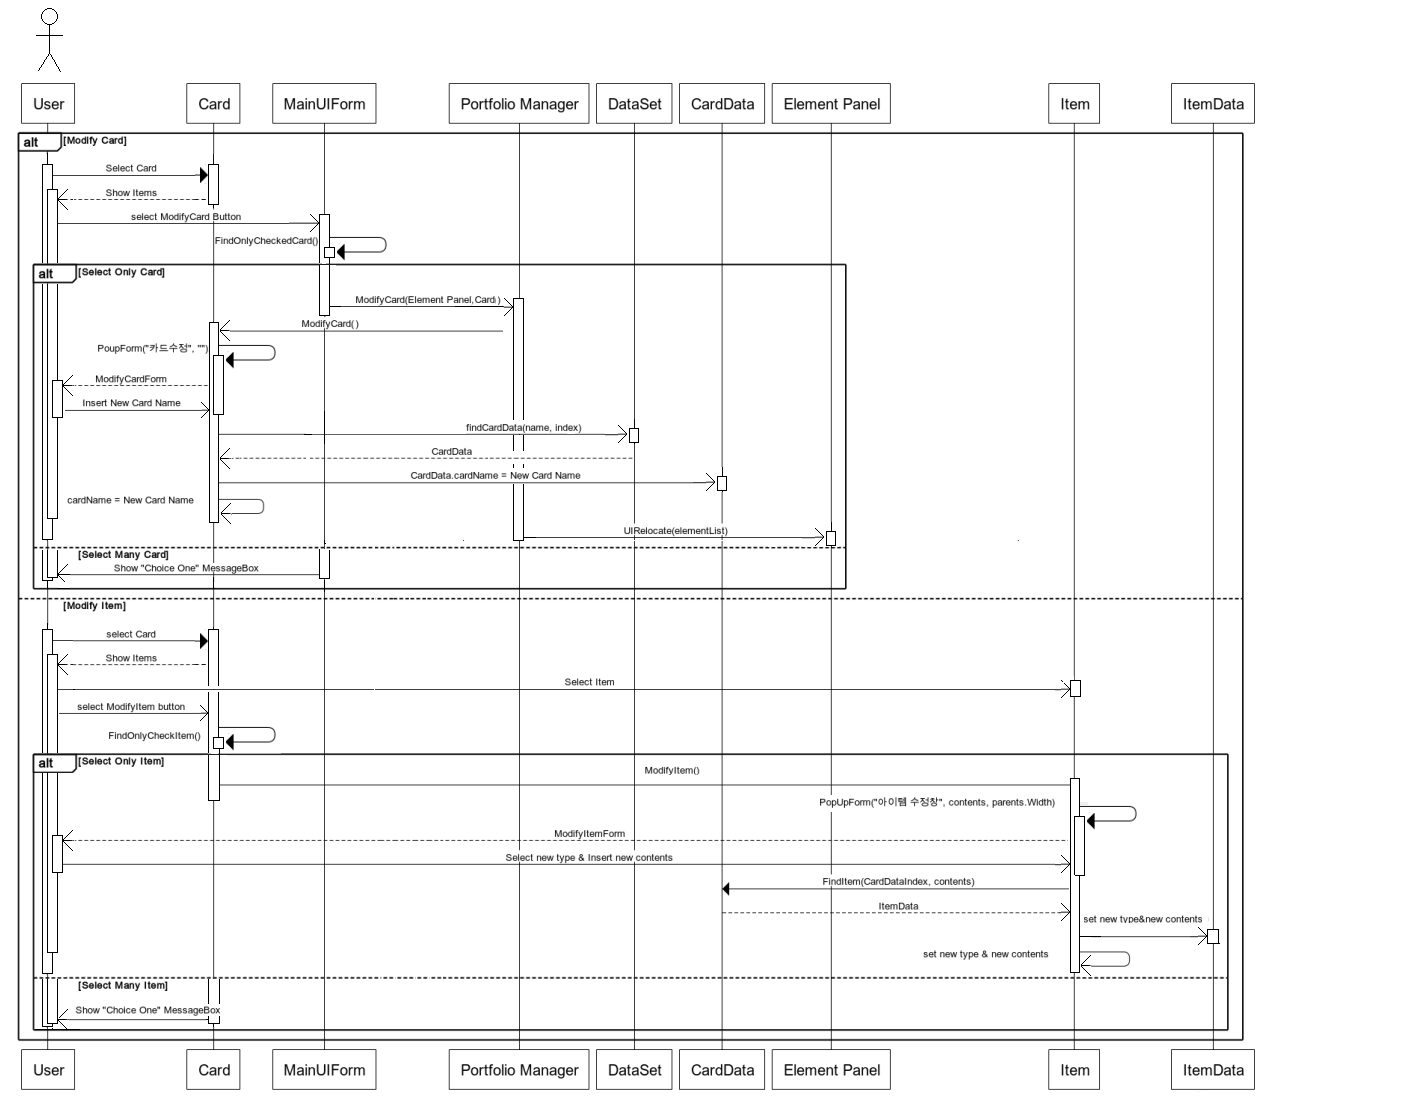 User Card MainUIForm Portfolio Manager DataSet CardData Element Panel Item ItemData
alt [Modify Card]
Select Card
Show Items
select ModifyCard Button
FindOnlyCheckedCard()
alt [Select Only Card]
ModifyCard(Element Panel,Card)
ModifyCard()
PoupForm("카드수정", "")
ModifyCardForm
Insert New Card Name
findCardData(name, index)
CardData
CardData.cardName = New Card Name
cardName = New Card Name
UIRelocate(elementList)
[Select Many Card]
Show "Choice One" MessageBox
[Modify Item]
select Card
Show Items
Select Item
select ModifyItem button
FindOnlyCheckItem()
alt [Select Only Item]
ModifyItem()
PopUpForm("아이템 수정창", contents, parents.Width)
ModifyItemForm
Select new type & Insert new contents
FindItem(CardDataIndex, contents)
ItemData
set new type&new contents
set new type & new contents
[Select Many Item]
Show "Choice One" MessageBox
User Card MainUIForm Portfolio Manager DataSet CardData Element Panel Item ItemData